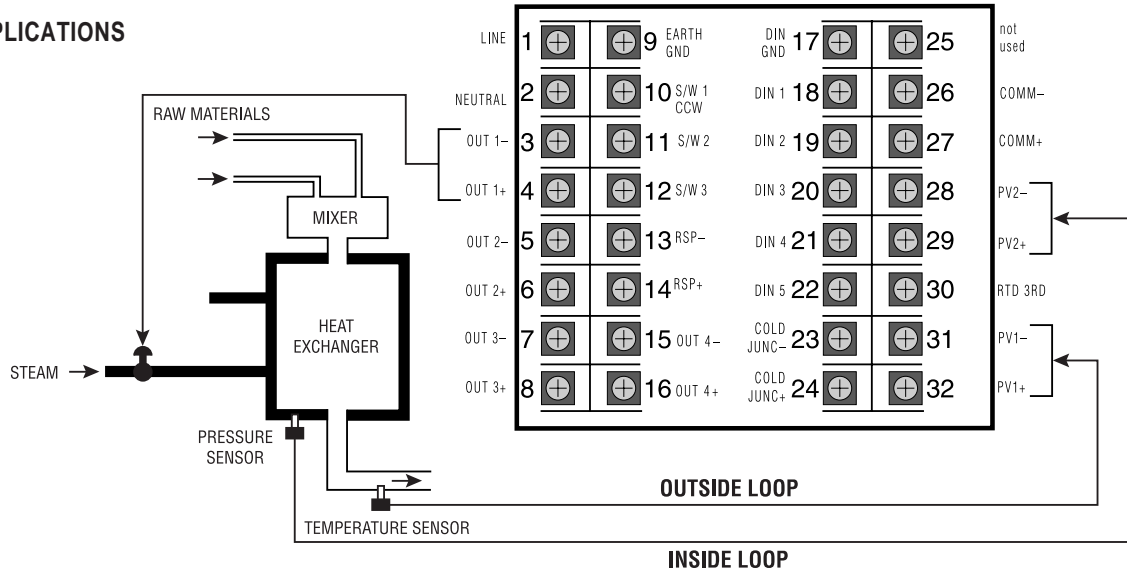 PLICATIONS
RAW MATERIALS
MIXER
HEAT
EXCHANGER
STEAM
PRESSURE
SENSOR
TEMPERATURE SENSOR
OUTSIDE LOOP
INSIDE LOOP
LINE 1
NEUTRAL 2
OUT 1– 3
OUT 1+ 4
OUT 2– 5
OUT 2+ 6
OUT 3– 7
OUT 3+ 8
9 EARTH
GND
10 S/W 1
CCW
11 S/W 2
12 S/W 3
13 RSP–
14 RSP+
15 OUT 4–
16 OUT 4+
DIN
GND 17
DIN 1 18
DIN 2 19
DIN 3 20
DIN 4 21
DIN 5 22
COLD
JUNC– 23
COLD
JUNC+ 24
25 not
used
26 COMM–
27 COMM+
28 PV2–
29 PV2+
30 RTD 3RD
31 PV1–
32 PV1+